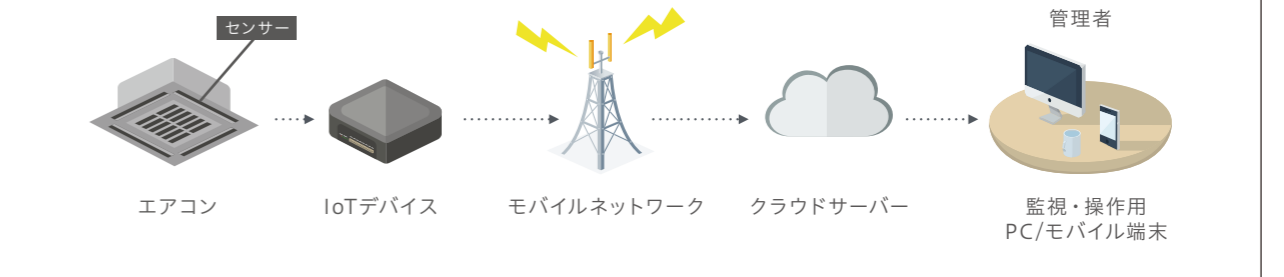 センサー
管理者
エアコン
IoTデバイス
モバイルネットワーク
クラウドサーバー
監視・操作用
PC/モバイル端末